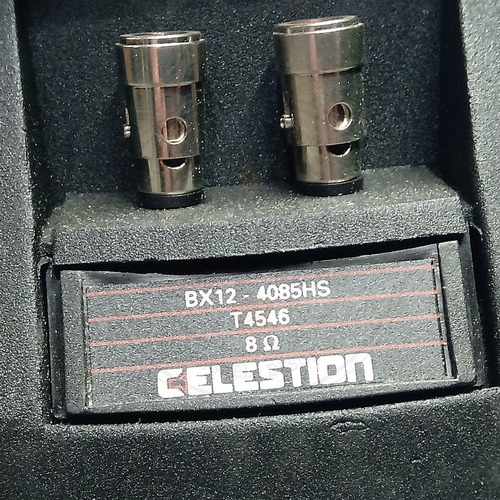 BX12 - 4085HS
T4546
8 Ω
CELESTION